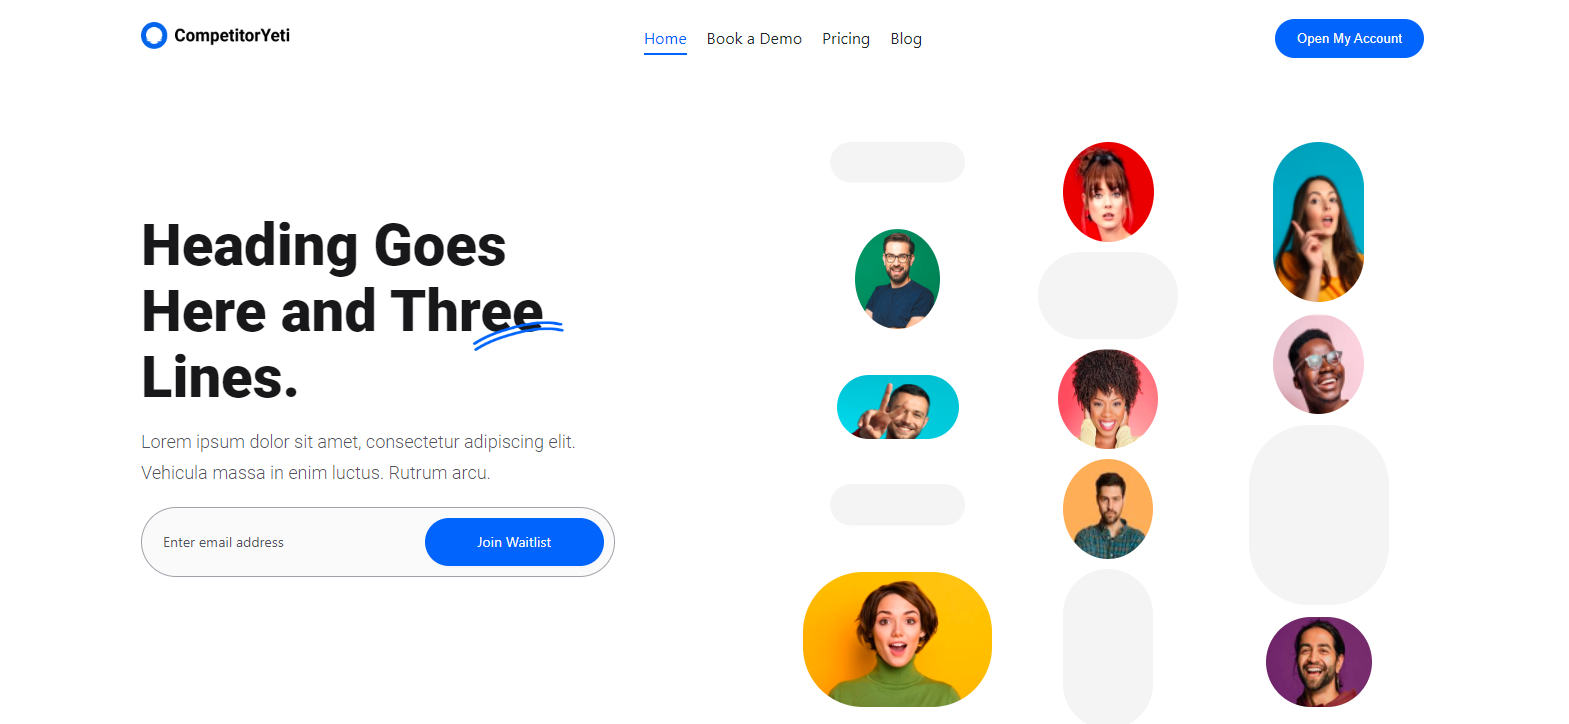 CompetitorYeti
Home Book a Demo Pricing Blog
Open My Account
Heading Goes
Here and Three
Lines.
Lorem ipsum dolor sit amet, consectetur adipiscing elit.
Vehicula massa in enim luctus. Rutrum arcu.
Enter email address
Join Waitlist